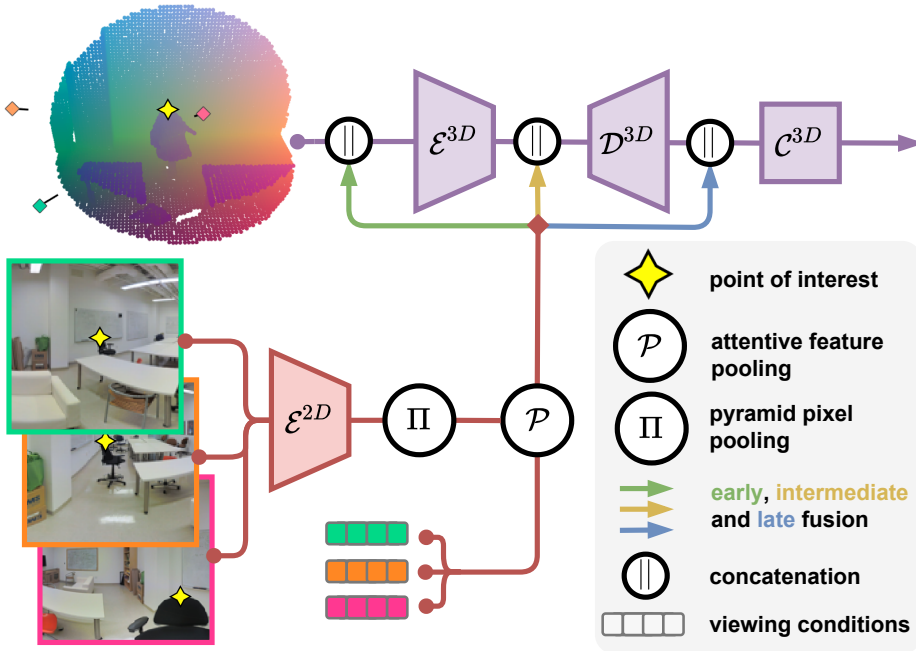 || ℰ³ᴰ || 𝒟³ᴰ || 𝒞³ᴰ
ℰ²ᴰ Π 𝒫
point of interest
𝒫 attentive feature
pooling
Π pyramid pixel
pooling
early, intermediate
and late fusion
|| concatenation
viewing conditions